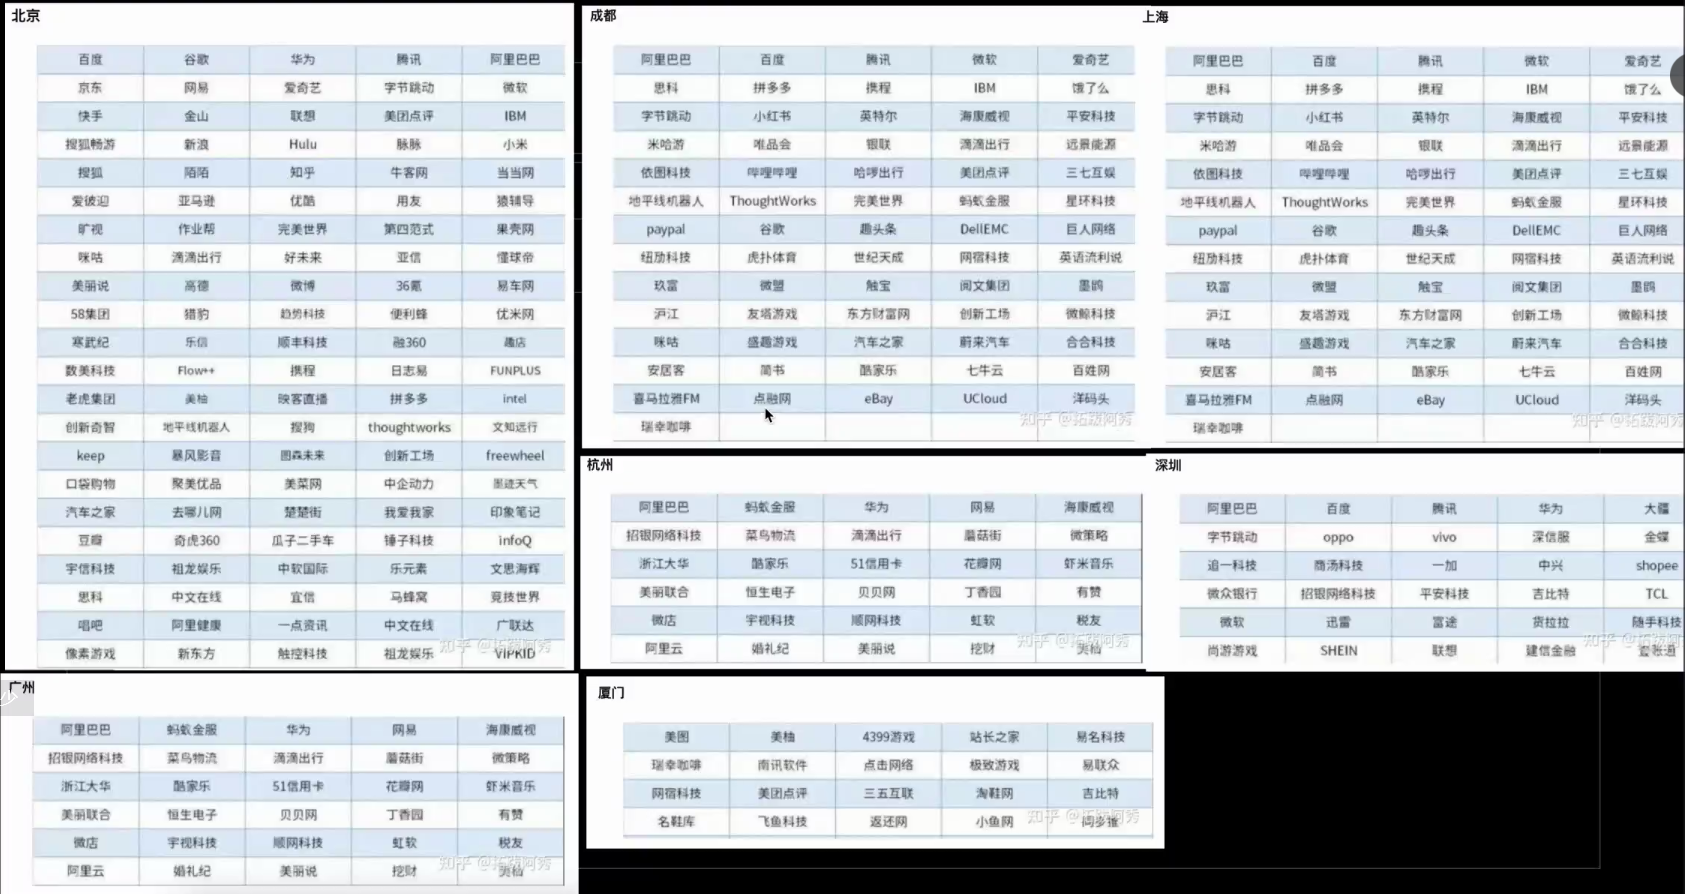 北京
百度 谷歌 华为 腾讯 阿里巴巴
京东 网易 爱奇艺 字节跳动 微软
快手 金山 联想 美团点评 IBM
搜狐畅游 新浪 Hulu 脉脉 小米
搜狐 陌陌 知乎 牛客网 当当网
爱彼迎 亚马逊 优酷 用友 猿辅导
旷视 作业帮 完美世界 第四范式 果壳网
咪咕 滴滴出行 好未来 亚信 懂球帝
美丽说 高德 微博 36氪 易车网
58集团 猎豹 趋势科技 便利蜂 优米网
寒武纪 乐信 顺丰科技 融360 趣店
数美科技 Flow++ 携程 日志易 FUNPLUS
老虎集团 美柚 映客直播 拼多多 intel
创新奇智 地平线机器人 搜狗 thoughtworks 文知远行
keep 暴风影音 图森未来 创新工场 freewheel
口袋购物 聚美优品 美菜网 中企动力 墨迹天气
汽车之家 去哪儿网 楚楚街 我爱我家 印象笔记
豆瓣 奇虎360 瓜子二手车 锤子科技 infoQ
宇信科技 祖龙娱乐 中软国际 乐元素 文思海辉
思科 中文在线 宜信 马蜂窝 竞技世界
唱吧 阿里健康 一点资讯 中文在线 广联达
像素游戏 新东方 触控科技 祖龙娱乐 VIPKID
知乎 @拓跋阿秀
成都
阿里巴巴 百度 腾讯 微软 爱奇艺
思科 拼多多 携程 IBM 饿了么
字节跳动 小红书 英特尔 海康威视 平安科技
米哈游 唯品会 银联 滴滴出行 远景能源
依图科技 哔哩哔哩 哈啰出行 美团点评 三七互娱
地平线机器人 ThoughtWorks 完美世界 蚂蚁金服 星环科技
paypal 谷歌 趣头条 DellEMC 巨人网络
纽劢科技 虎扑体育 世纪天成 网宿科技 英语流利说
玖富 微盟 触宝 阅文集团 墨鹍
沪江 友塔游戏 东方财富网 创新工场 微鲸科技
咪咕 盛趣游戏 汽车之家 蔚来汽车 合合科技
安居客 简书 酷家乐 七牛云 百姓网
喜马拉雅FM 点融网 eBay UCloud 洋码头
瑞幸咖啡
知乎 @拓跋阿秀
上海
阿里巴巴 百度 腾讯 微软 爱奇艺
思科 拼多多 携程 IBM 饿了么
字节跳动 小红书 英特尔 海康威视 平安科技
米哈游 唯品会 银联 滴滴出行 远景能源
依图科技 哔哩哔哩 哈啰出行 美团点评 三七互娱
地平线机器人 ThoughtWorks 完美世界 蚂蚁金服 星环科技
paypal 谷歌 趣头条 DellEMC 巨人网络
纽劢科技 虎扑体育 世纪天成 网宿科技 英语流利说
玖富 微盟 触宝 阅文集团 墨鹍
沪江 友塔游戏 东方财富网 创新工场 微鲸科技
咪咕 盛趣游戏 汽车之家 蔚来汽车 合合科技
安居客 简书 酷家乐 七牛云 百姓网
喜马拉雅FM 点融网 eBay UCloud 洋码头
瑞幸咖啡
知乎 @拓跋阿秀
杭州
阿里巴巴 蚂蚁金服 华为 网易 海康威视
招银网络科技 菜鸟物流 滴滴出行 蘑菇街 微策略
浙江大华 酷家乐 51信用卡 花瓣网 虾米音乐
美丽联合 恒生电子 贝贝网 丁香园 有赞
微店 宇视科技 顺网科技 虹软 税友
阿里云 婚礼纪 美丽说 挖财
知乎 @拓跋阿秀
深圳
阿里巴巴 百度 腾讯 华为 大疆
字节跳动 oppo vivo 深信服 金蝶
追一科技 商汤科技 一加 中兴 shopee
微众银行 招银网络科技 平安科技 吉比特 TCL
微软 迅雷 富途 货拉拉 随手科技
尚游游戏 SHEIN 联想 建信金融 壹账通
知乎 @拓跋阿秀
广州
阿里巴巴 蚂蚁金服 华为 网易 海康威视
招银网络科技 菜鸟物流 滴滴出行 蘑菇街 微策略
浙江大华 酷家乐 51信用卡 花瓣网 虾米音乐
美丽联合 恒生电子 贝贝网 丁香园 有赞
微店 宇视科技 顺网科技 虹软 税友
阿里云 婚礼纪 美丽说 挖财
知乎 @拓跋阿秀
厦门
美图 美柚 4399游戏 站长之家 易名科技
瑞幸咖啡 南讯软件 点击网络 极致游戏 易联众
网宿科技 美团点评 三五互联 淘鞋网 吉比特
名鞋库 飞鱼科技 返还网 小鱼网
知乎 @拓跋阿秀